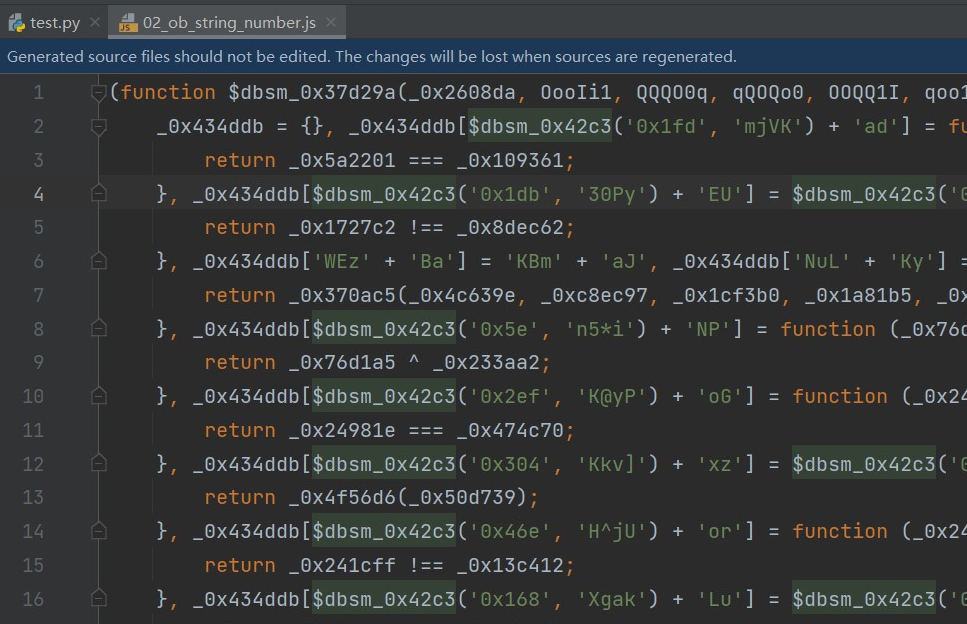 test.py × 02_ob_string_number.js ×
Generated source files should not be edited. The changes will be lost when sources are regenerated.
1 (function $dbsm_0x37d29a(_0x2608da, OooIi1, QQQO0q, qQOQo0, OOQQ1I, qoo1
2 _0x434ddb = {}, _0x434ddb[$dbsm_0x42c3('0x1fd', 'mjVK') + 'ad'] = fu
3 return _0x5a2201 === _0x109361;
4 }, _0x434ddb[$dbsm_0x42c3('0x1db', '30Py') + 'EU'] = $dbsm_0x42c3('0
5 return _0x1727c2 !== _0x8dec62;
6 }, _0x434ddb['WEz' + 'Ba'] = 'KBm' + 'aJ', _0x434ddb['NuL' + 'Ky'] =
7 return _0x370ac5(_0x4c639e, _0xc8ec97, _0x1cf3b0, _0x1a81b5, _0x
8 }, _0x434ddb[$dbsm_0x42c3('0x5e', 'n5*i') + 'NP'] = function (_0x76d
9 return _0x76d1a5 ^ _0x233aa2;
10 }, _0x434ddb[$dbsm_0x42c3('0x2ef', 'K@yP') + 'oG'] = function (_0x24
11 return _0x24981e === _0x474c70;
12 }, _0x434ddb[$dbsm_0x42c3('0x304', 'Kkv]') + 'xz'] = $dbsm_0x42c3('0
13 return _0x4f56d6(_0x50d739);
14 }, _0x434ddb[$dbsm_0x42c3('0x46e', 'H^jU') + 'or'] = function (_0x24
15 return _0x241cff !== _0x13c412;
16 }, _0x434ddb[$dbsm_0x42c3('0x168', 'Xgak') + 'Lu'] = $dbsm_0x42c3('0